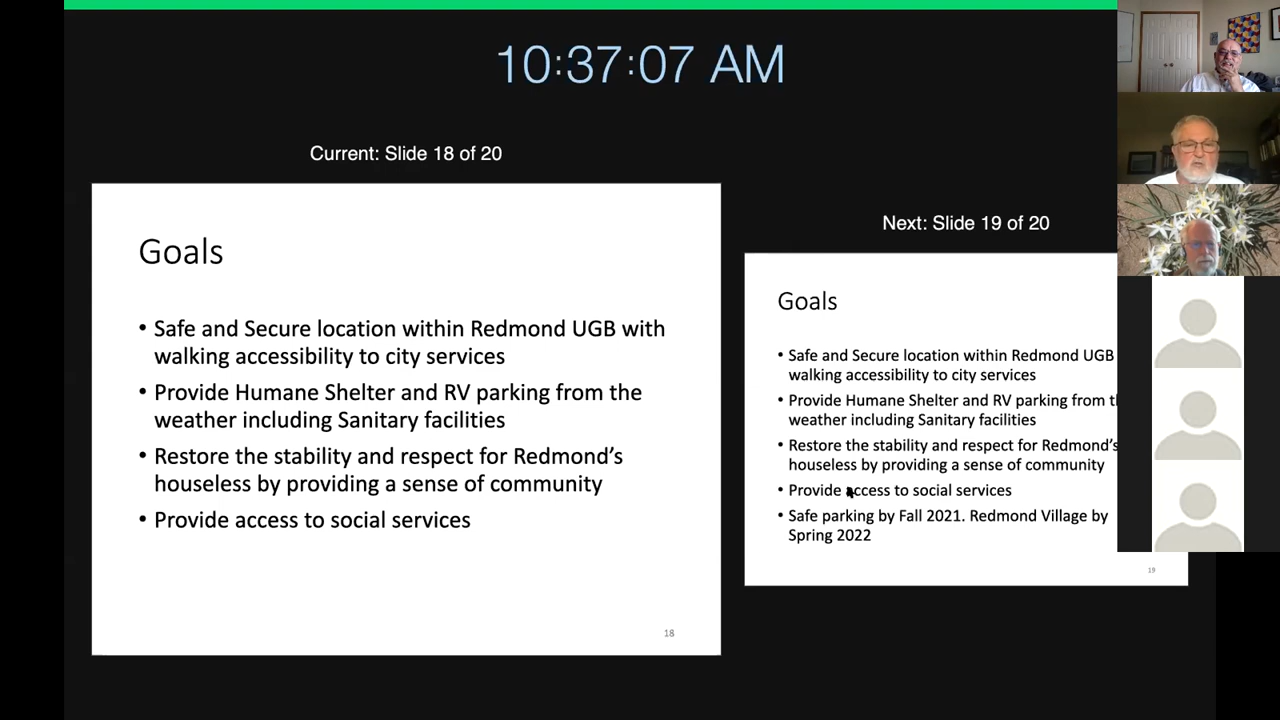 10:37:07 AM
Current: Slide 18 of 20
Goals
• Safe and Secure location within Redmond UGB with
walking accessibility to city services
• Provide Humane Shelter and RV parking from the
weather including Sanitary facilities
• Restore the stability and respect for Redmond’s
houseless by providing a sense of community
• Provide access to social services
18
Next: Slide 19 of 20
Goals
• Safe and Secure location within Redmond UGB
walking accessibility to city services
• Provide Humane Shelter and RV parking from
weather including Sanitary facilities
• Restore the stability and respect for Redmond’s
houseless by providing a sense of community
• Provide access to social services
• Safe parking by Fall 2021. Redmond Village by
Spring 2022
19